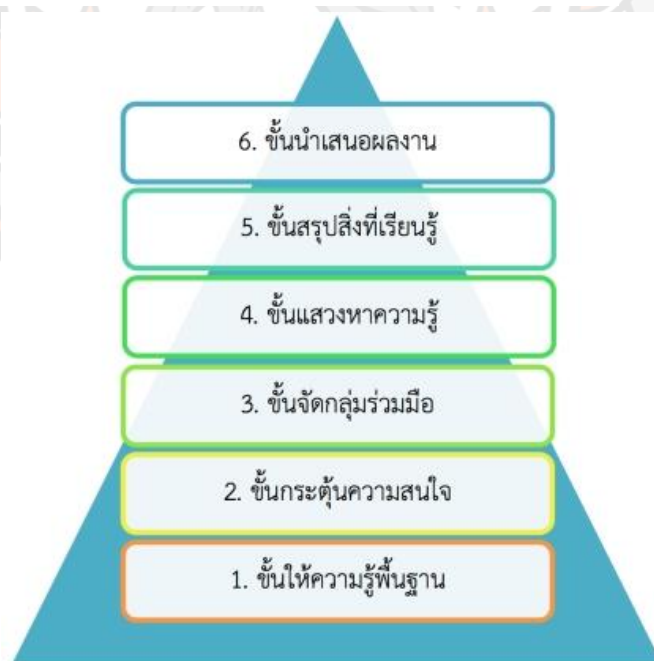 6. ขั้นนำเสนอผลงาน
5. ขั้นสรุปสิ่งที่เรียนรู้
4. ขั้นแสวงหาความรู้
3. ขั้นจัดกลุ่มร่วมมือ
2. ขั้นกระตุ้นความสนใจ
1. ขั้นให้ความรู้พื้นฐาน